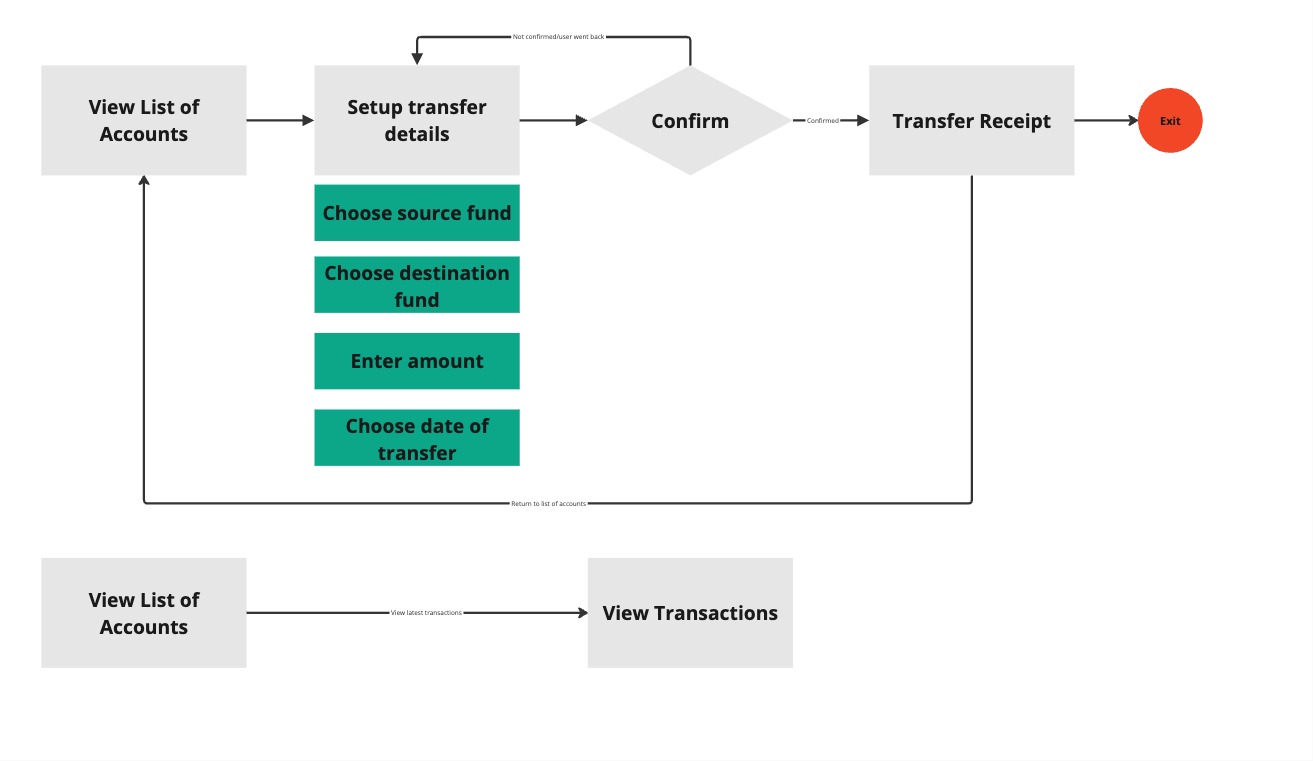 Not confirmed/user went back
View List of
Accounts
Setup transfer
details
Confirm
Confirmed
Transfer Receipt
Exit
Choose source fund
Choose destination
fund
Enter amount
Choose date of
transfer
Return to list of accounts
View List of
Accounts
View latest transactions
View Transactions